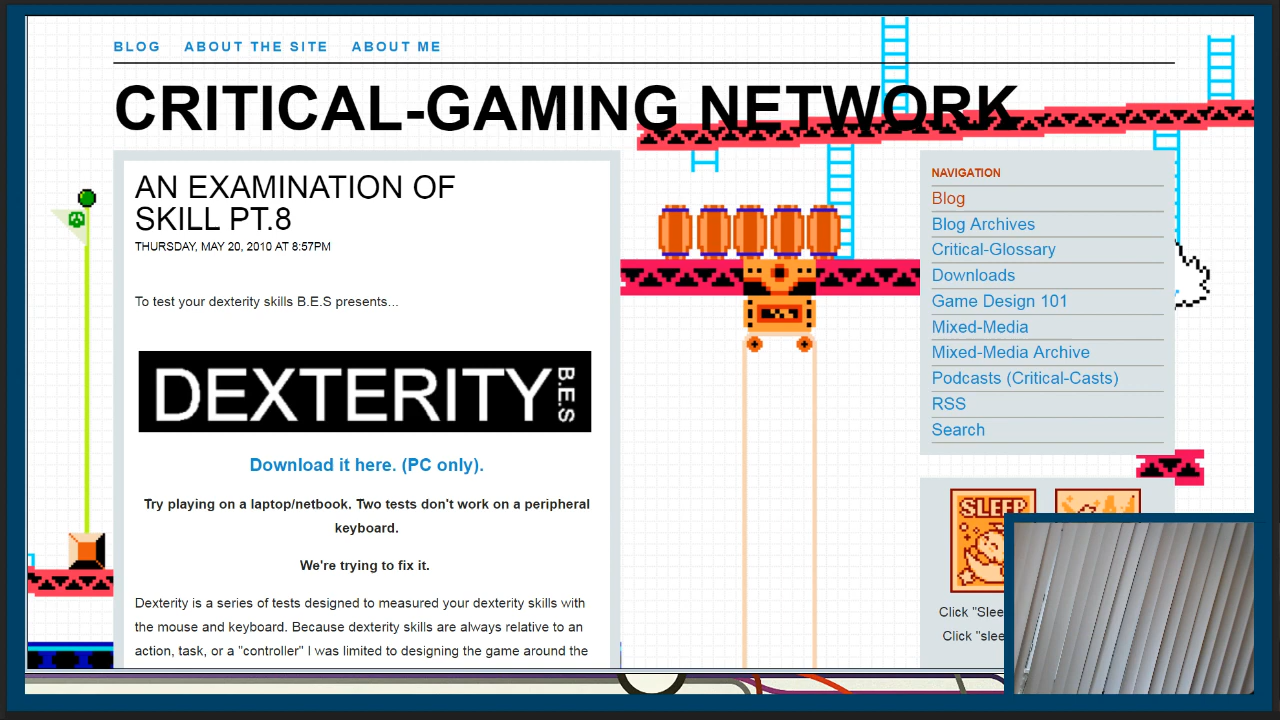 BLOG ABOUT THE SITE ABOUT ME
CRITICAL-GAMING NETWORK
AN EXAMINATION OF
SKILL PT.8
THURSDAY, MAY 20, 2010 AT 8:57PM
To test your dexterity skills B.E.S presents...
DEXTERITY B.E.S
Download it here. (PC only).
Try playing on a laptop/netbook. Two tests don't work on a peripheral
keyboard.
We're trying to fix it.
Dexterity is a series of tests designed to measured your dexterity skills with
the mouse and keyboard. Because dexterity skills are always relative to an
action, task, or a "controller" I was limited to designing the game around the
NAVIGATION
Blog
Blog Archives
Critical-Glossary
Downloads
Game Design 101
Mixed-Media
Mixed-Media Archive
Podcasts (Critical-Casts)
RSS
Search
SLEEP
Click "Slee
Click "slee